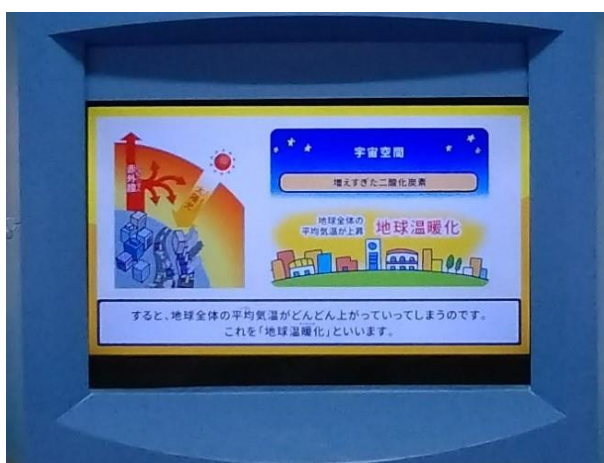 赤外線
太陽光
宇宙空間
増えすぎた二酸化炭素
地球全体の
平均気温が上昇
地球温暖化
すると、地球全体の平均気温がどんどん上がっていってしまうのです。
これを「地球温暖化」といいます。